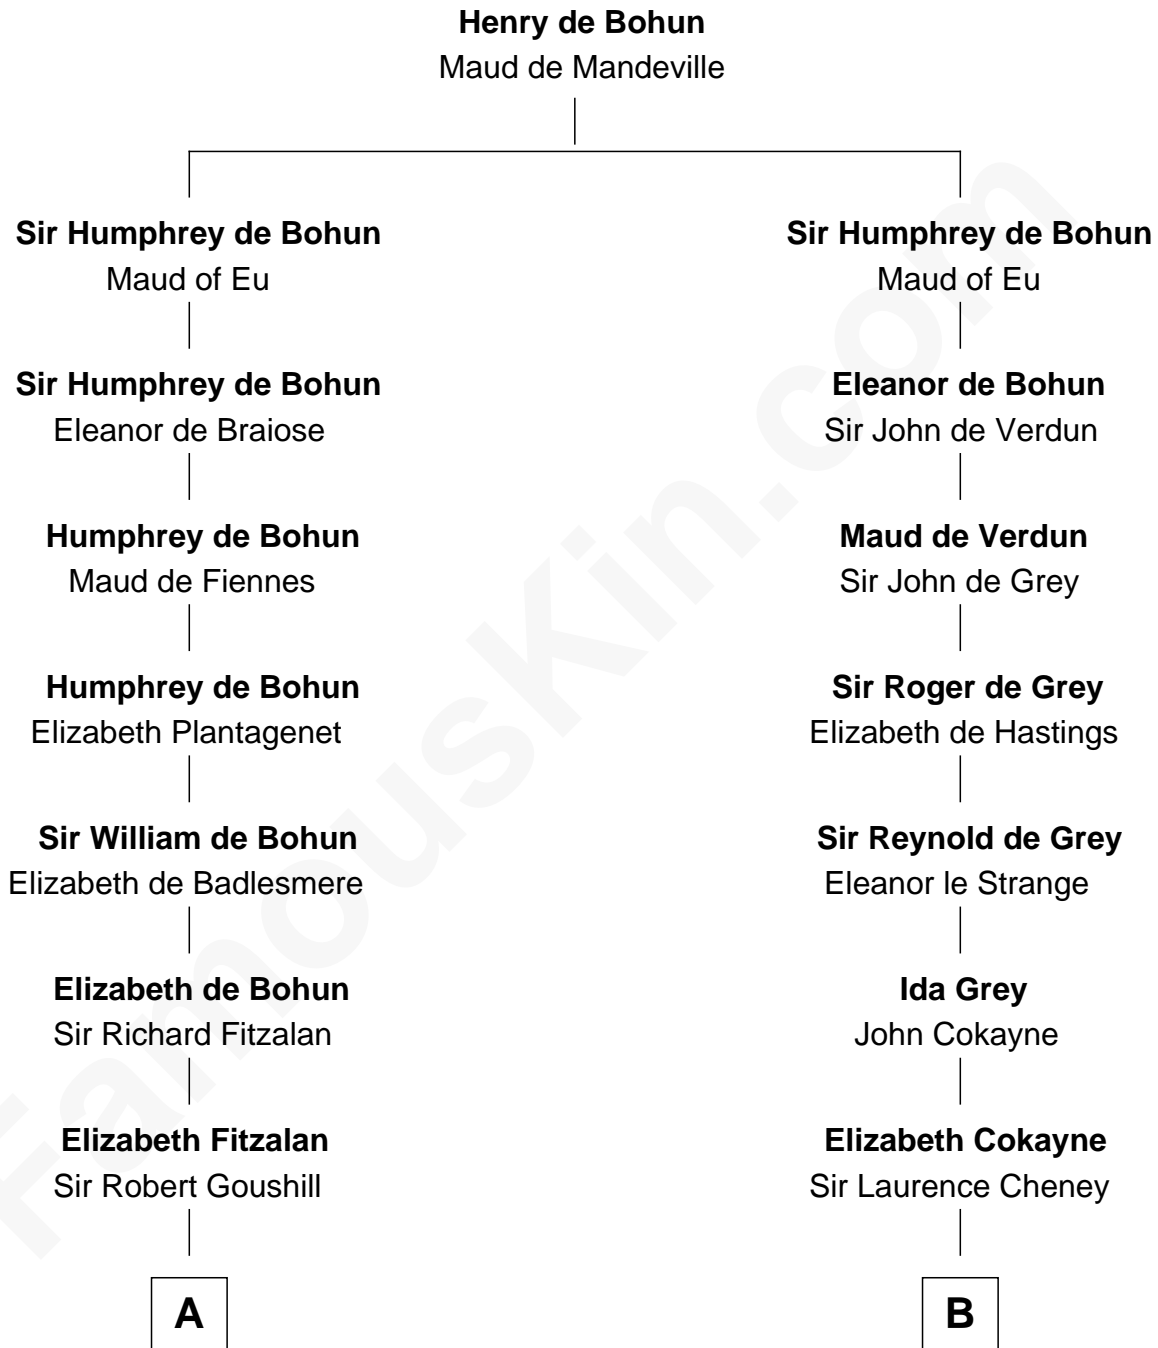 Henry de Bohun
Maud de Mandeville
Sir Humphrey de Bohun
Maud of Eu
Sir Humphrey de Bohun
Eleanor de Braiose
Humphrey de Bohun
Maud de Fiennes
Humphrey de Bohun
Elizabeth Plantagenet
Sir William de Bohun
Elizabeth de Badlesmere
Elizabeth de Bohun
Sir Richard Fitzalan
Elizabeth Fitzalan
Sir Robert Goushill
A
Sir Humphrey de Bohun
Maud of Eu
Eleanor de Bohun
Sir John de Verdun
Maud de Verdun
Sir John de Grey
Sir Roger de Grey
Elizabeth de Hastings
Sir Reynold de Grey
Eleanor le Strange
Ida Grey
John Cokayne
Elizabeth Cokayne
Sir Laurence Cheney
B
FamousKin.com